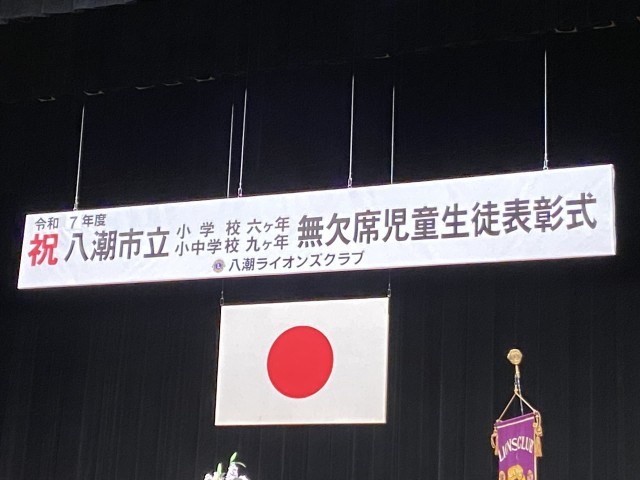 令和 7年度
祝 八潮市立 小学校 六ヶ年 無欠席児童生徒表彰式
小中学校 九ヶ年
八潮ライオンズクラブ
LIONS CLUB